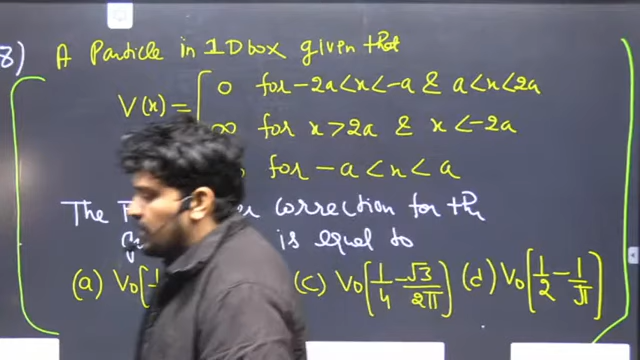 8) A Particle in 1D box given that
V(x) = 0 for -2a<x<-a & a<x<2a
∞ for x>2a & x<-2a
for -a<x<a
The correction for the
is equal to
(a) V₀[ (c) V₀[1/4 - √3/2π] (d) V₀[1/2 - 1/π]